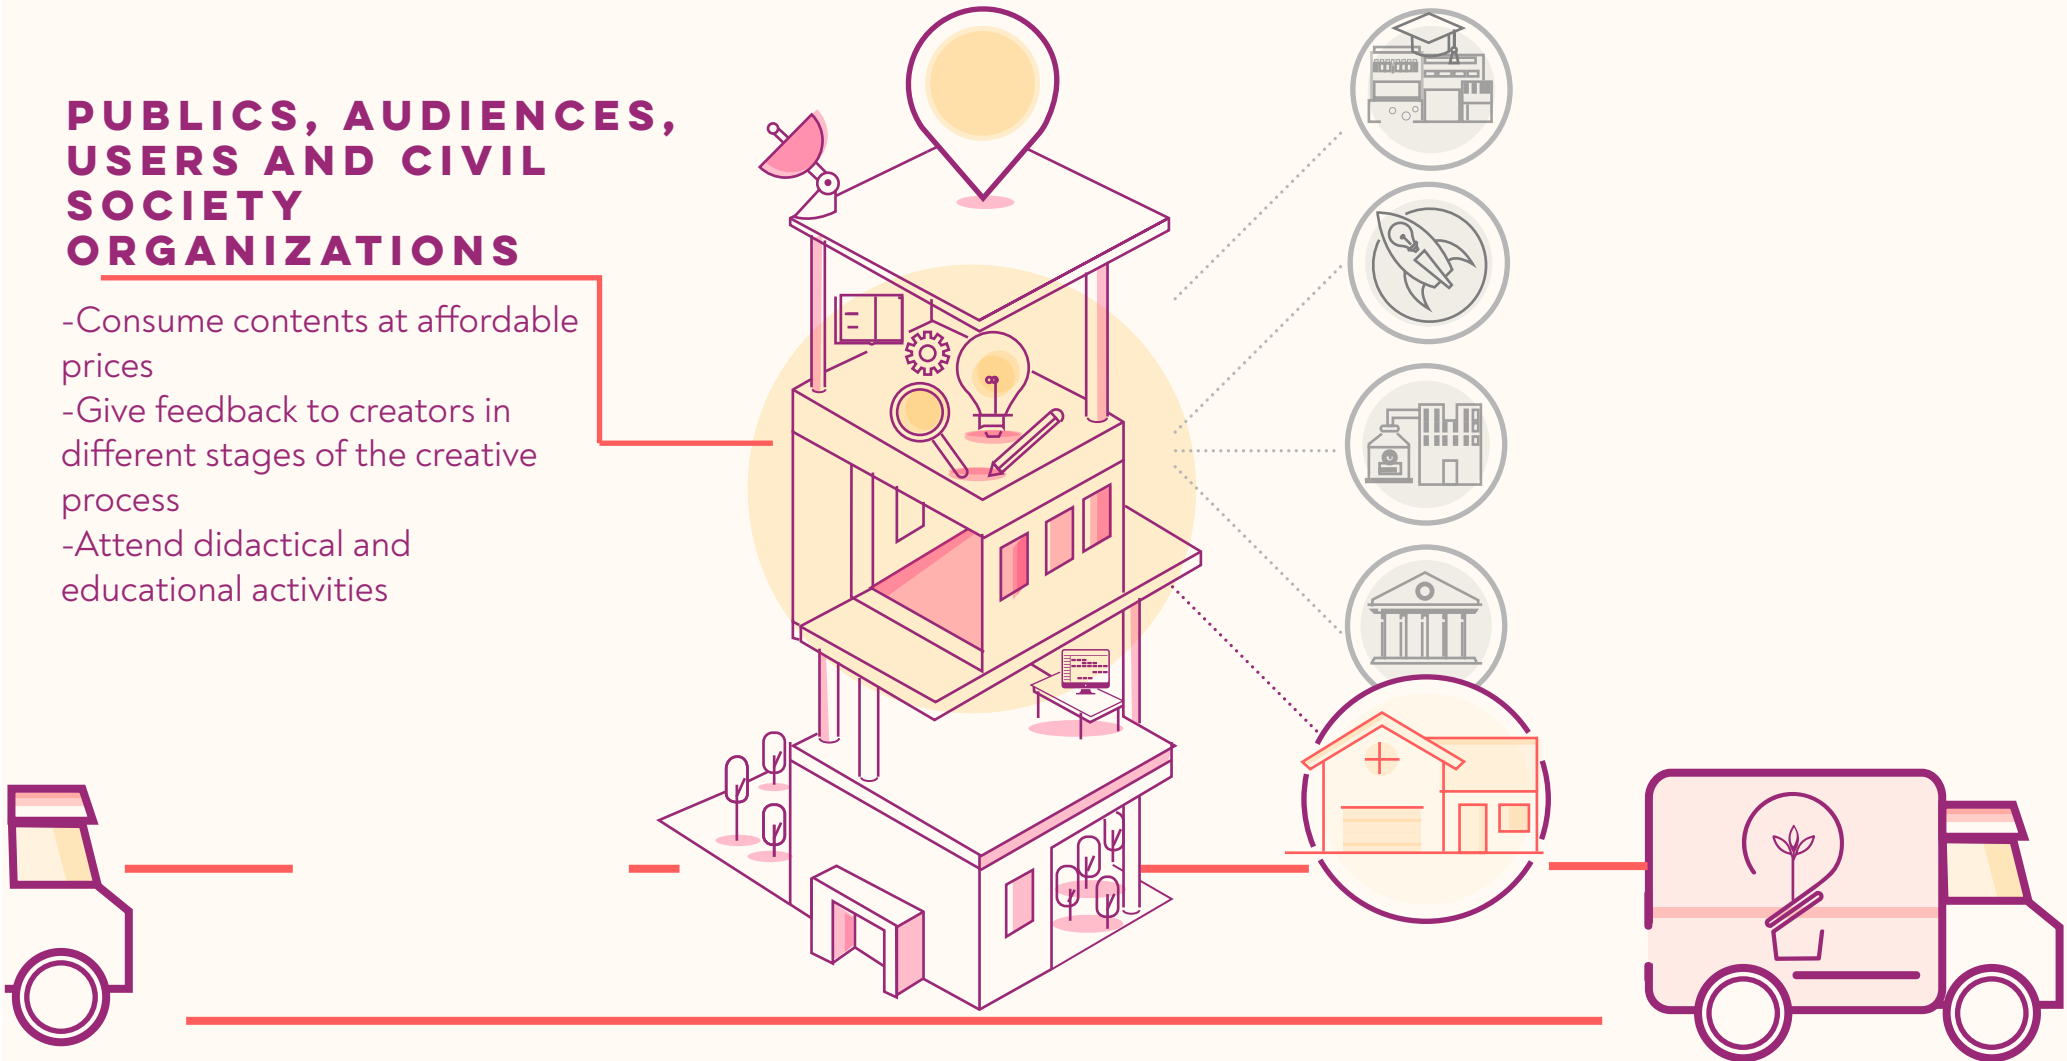 PUBLICS, AUDIENCES,
USERS AND CIVIL
SOCIETY
ORGANIZATIONS
-Consume contents at affordable
prices
-Give feedback to creators in
different stages of the creative
process
-Attend didactical and
educational activities